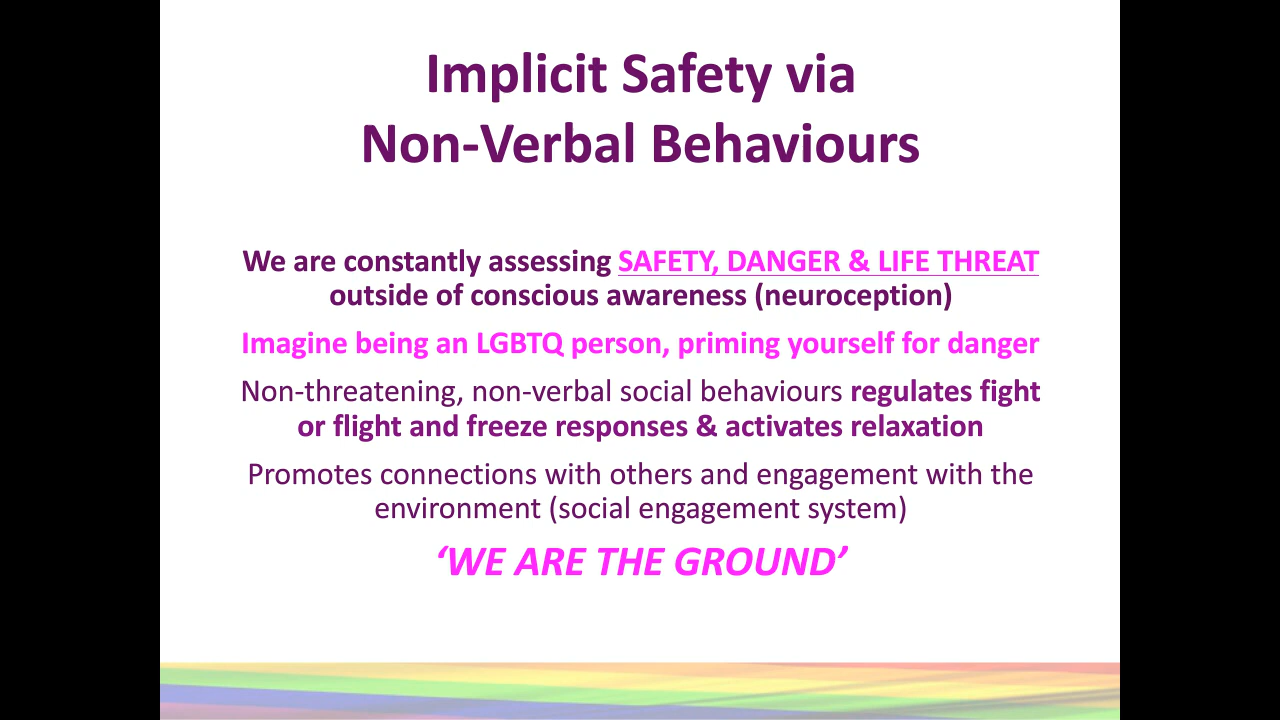 Implicit Safety via
Non-Verbal Behaviours
We are constantly assessing SAFETY, DANGER & LIFE THREAT
outside of conscious awareness (neuroception)
Imagine being an LGBTQ person, priming yourself for danger
Non-threatening, non-verbal social behaviours regulates fight
or flight and freeze responses & activates relaxation
Promotes connections with others and engagement with the
environment (social engagement system)
‘WE ARE THE GROUND’